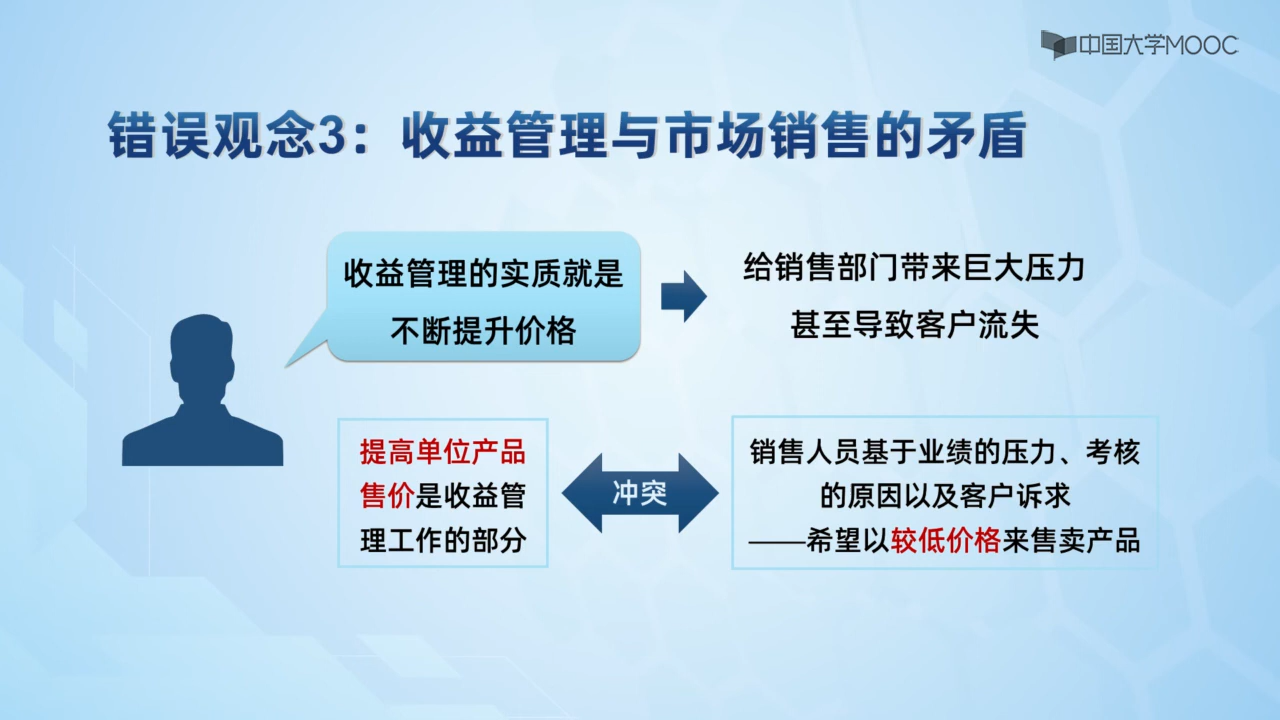 中国大学MOOC
错误观念3：收益管理与市场销售的矛盾
收益管理的实质就是
不断提升价格
给销售部门带来巨大压力
甚至导致客户流失
提高单位产品
售价是收益管
理工作的部分
冲突
销售人员基于业绩的压力、考核
的原因以及客户诉求
——希望以较低价格来售卖产品